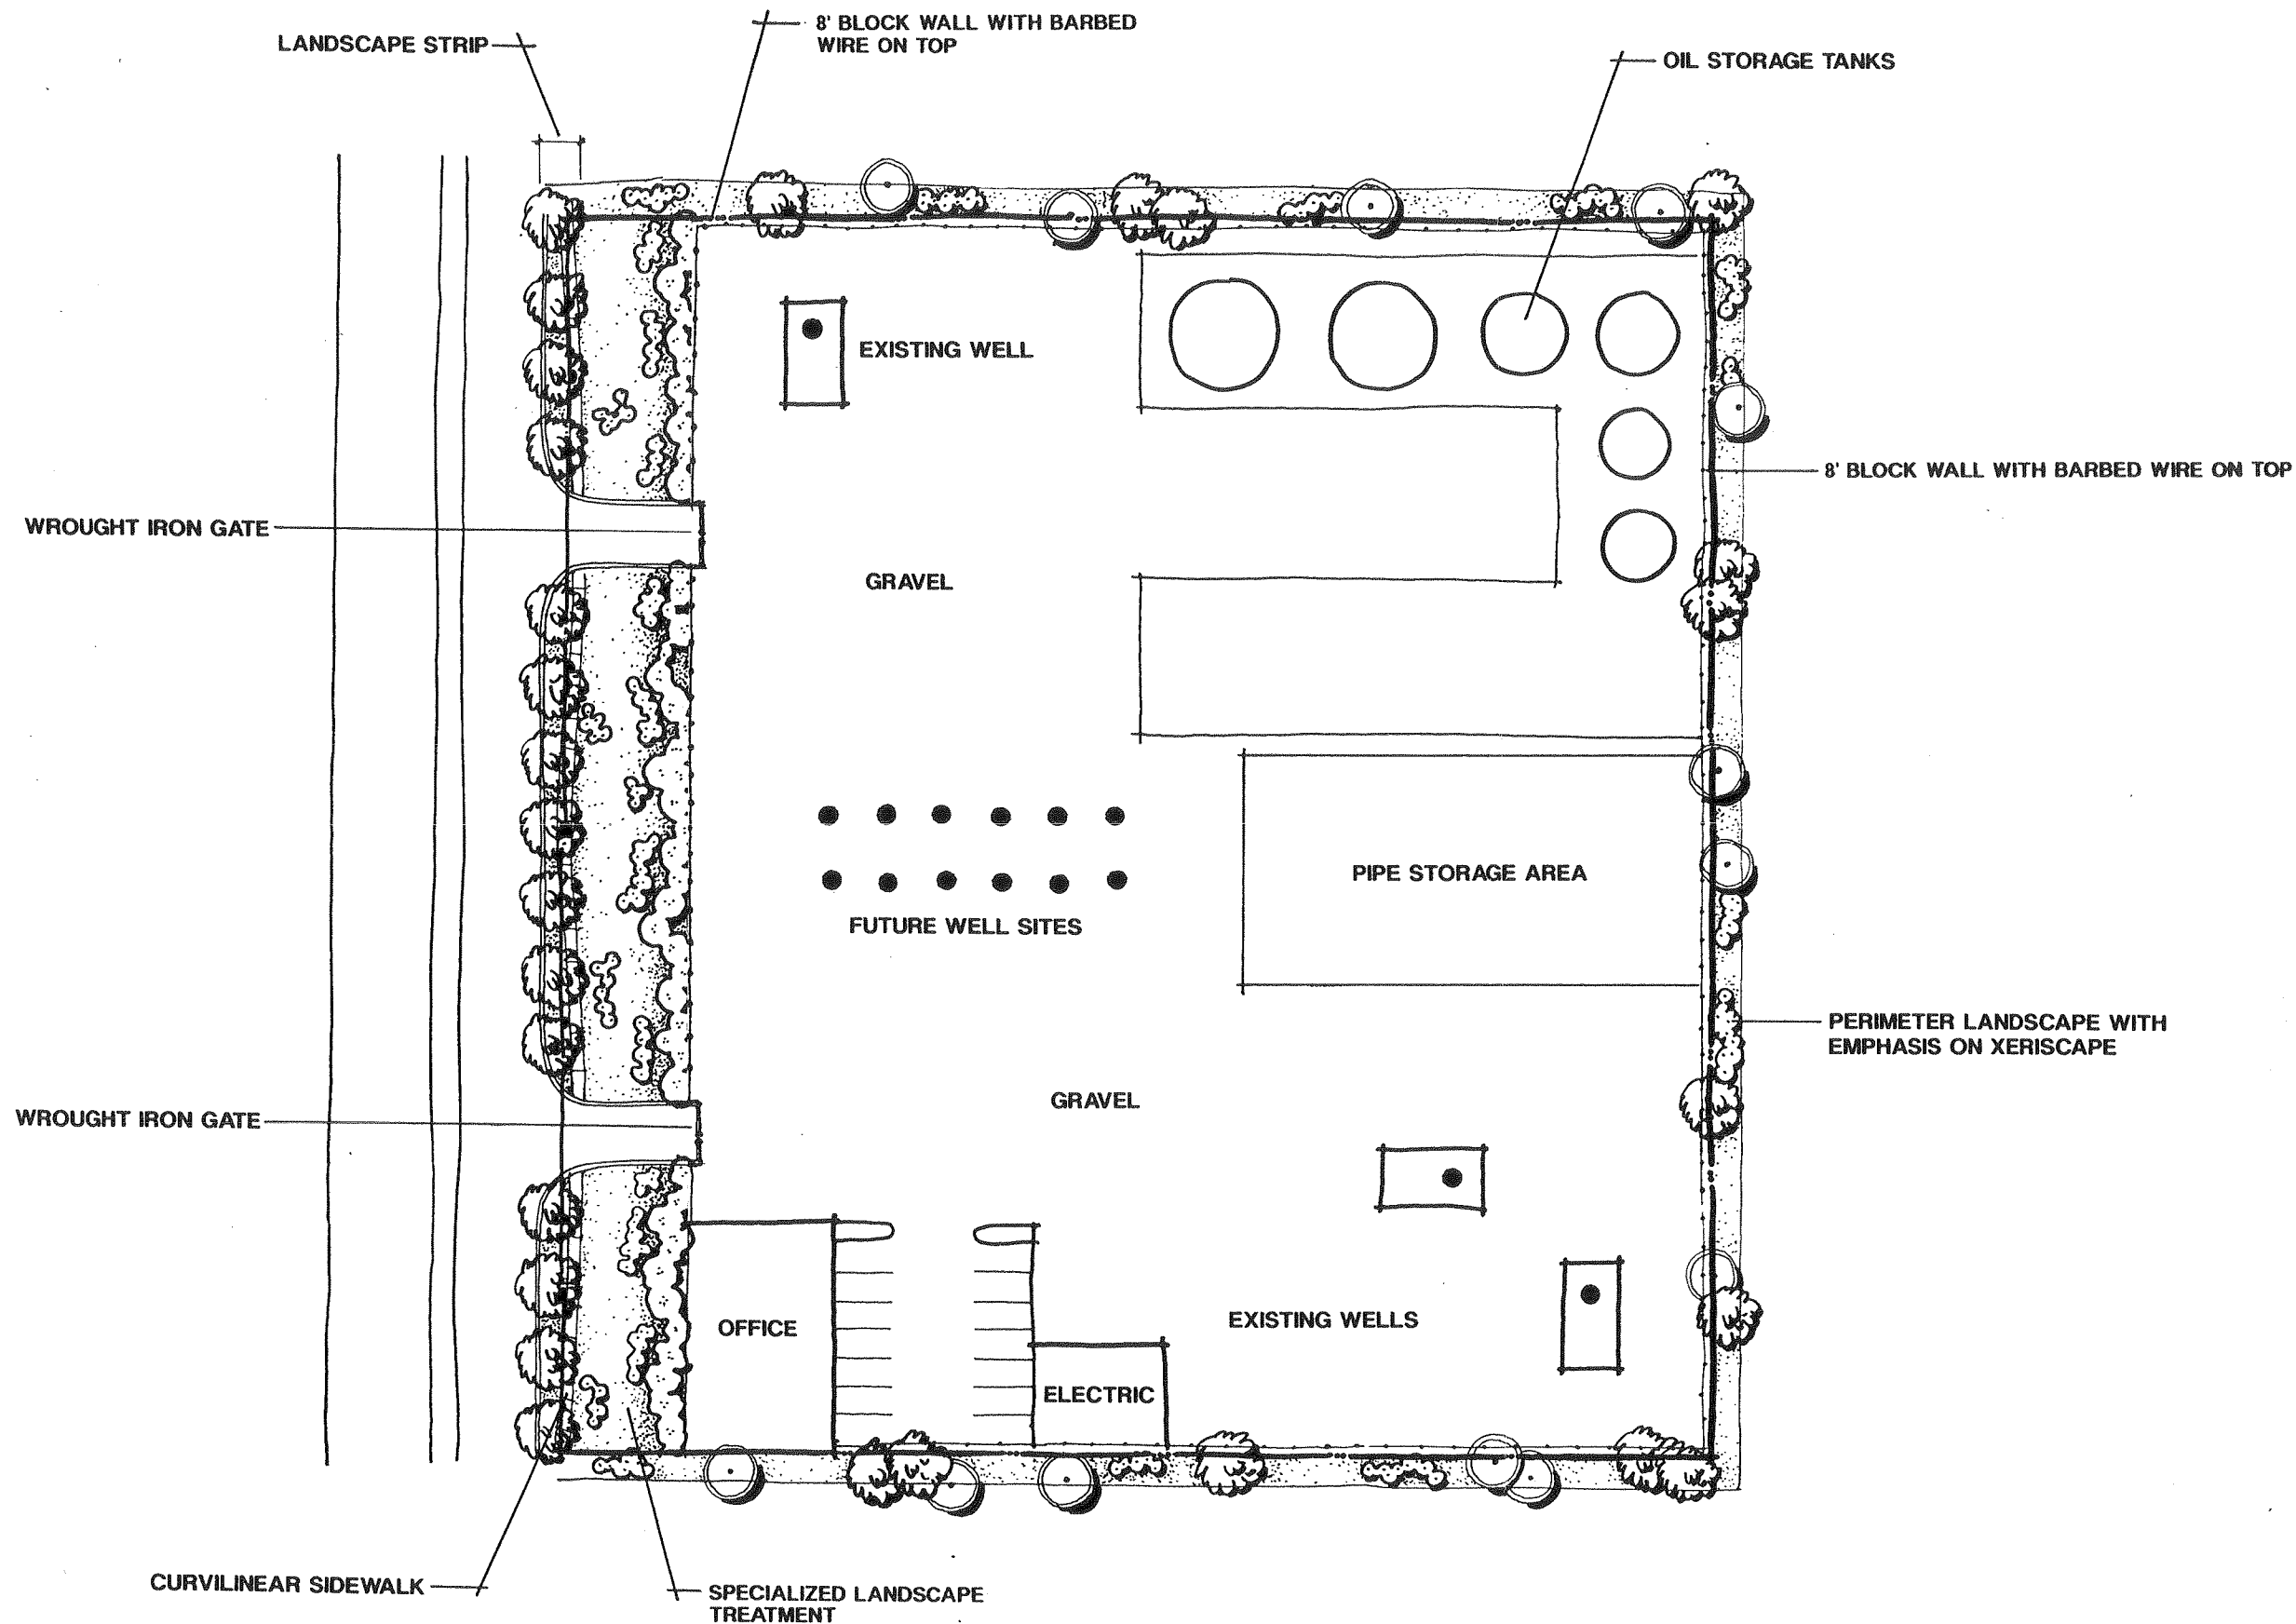 8' BLOCK WALL WITH BARBED
WIRE ON TOP
LANDSCAPE STRIP
OIL STORAGE TANKS
EXISTING WELL
8' BLOCK WALL WITH BARBED WIRE ON TOP
WROUGHT IRON GATE
GRAVEL
PIPE STORAGE AREA
FUTURE WELL SITES
PERIMETER LANDSCAPE WITH
EMPHASIS ON XERISCAPE
GRAVEL
WROUGHT IRON GATE
EXISTING WELLS
OFFICE
ELECTRIC
CURVILINEAR SIDEWALK
SPECIALIZED LANDSCAPE
TREATMENT